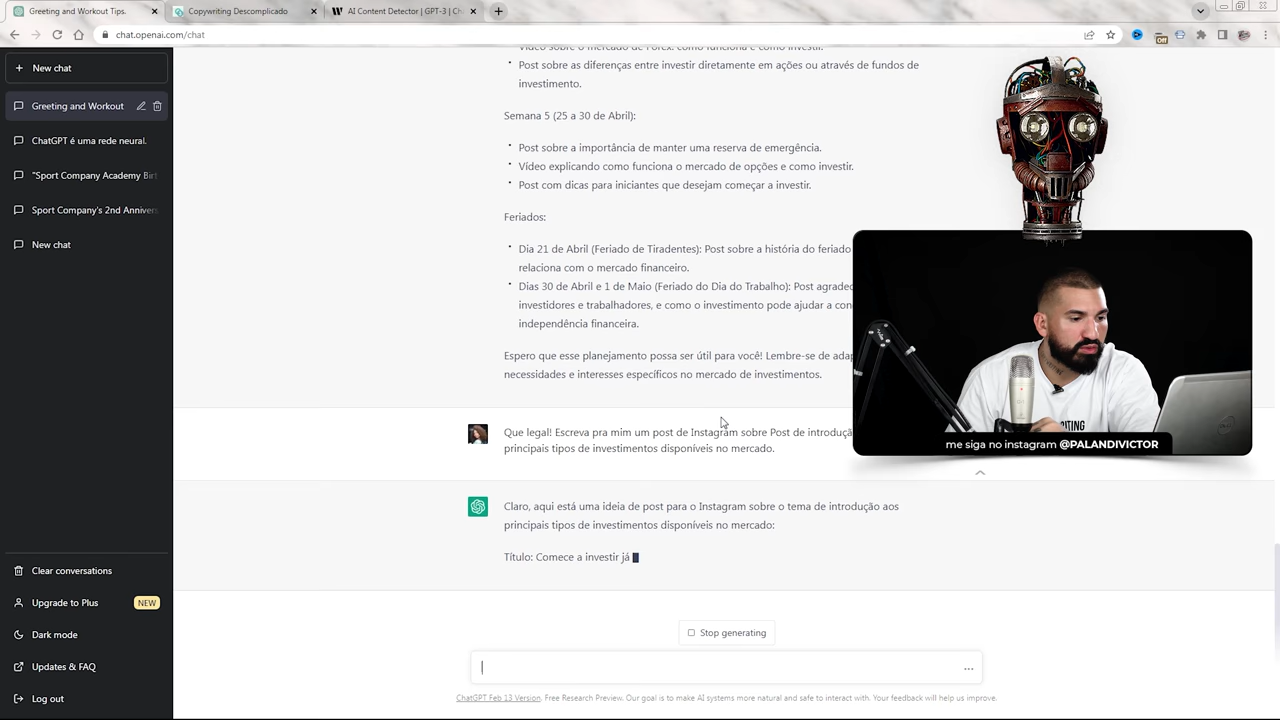 Copywriting Descomplicado
AI Content Detector | GPT-3 | Ch
chat.openai.com/chat
Off
New chat
Greeting and Workout
ChatGPT é uma rede neural.
"Sport Company Academy Birt
Sport Company's 2nd Annivers
New chat
Clear conversations
Upgrade to Plus NEW
Dark mode
Updates & FAQ
Log out
Vídeo sobre o mercado de Forex: como funciona e como investir.
Post sobre as diferenças entre investir diretamente em ações ou através de fundos de
investimento.
Semana 5 (25 a 30 de Abril):
Post sobre a importância de manter uma reserva de emergência.
Vídeo explicando como funciona o mercado de opções e como investir.
Post com dicas para iniciantes que desejam começar a investir.
Feriados:
Dia 21 de Abril (Feriado de Tiradentes): Post sobre a história do feriado
relaciona com o mercado financeiro.
Dias 30 de Abril e 1 de Maio (Feriado do Dia do Trabalho): Post agradec
investidores e trabalhadores, e como o investimento pode ajudar a con
independência financeira.
Espero que esse planejamento possa ser útil para você! Lembre-se de adap
necessidades e interesses específicos no mercado de investimentos.
Que legal! Escreva pra mim um post de Instagram sobre Post de introduçã
principais tipos de investimentos disponíveis no mercado.
me siga no instagram @PALANDIVICTOR
Claro, aqui está uma ideia de post para o Instagram sobre o tema de introdução aos
principais tipos de investimentos disponíveis no mercado:
Título: Comece a investir já
Stop generating
ChatGPT Feb 13 Version. Free Research Preview. Our goal is to make AI systems more natural and safe to interact with. Your feedback will help us improve.